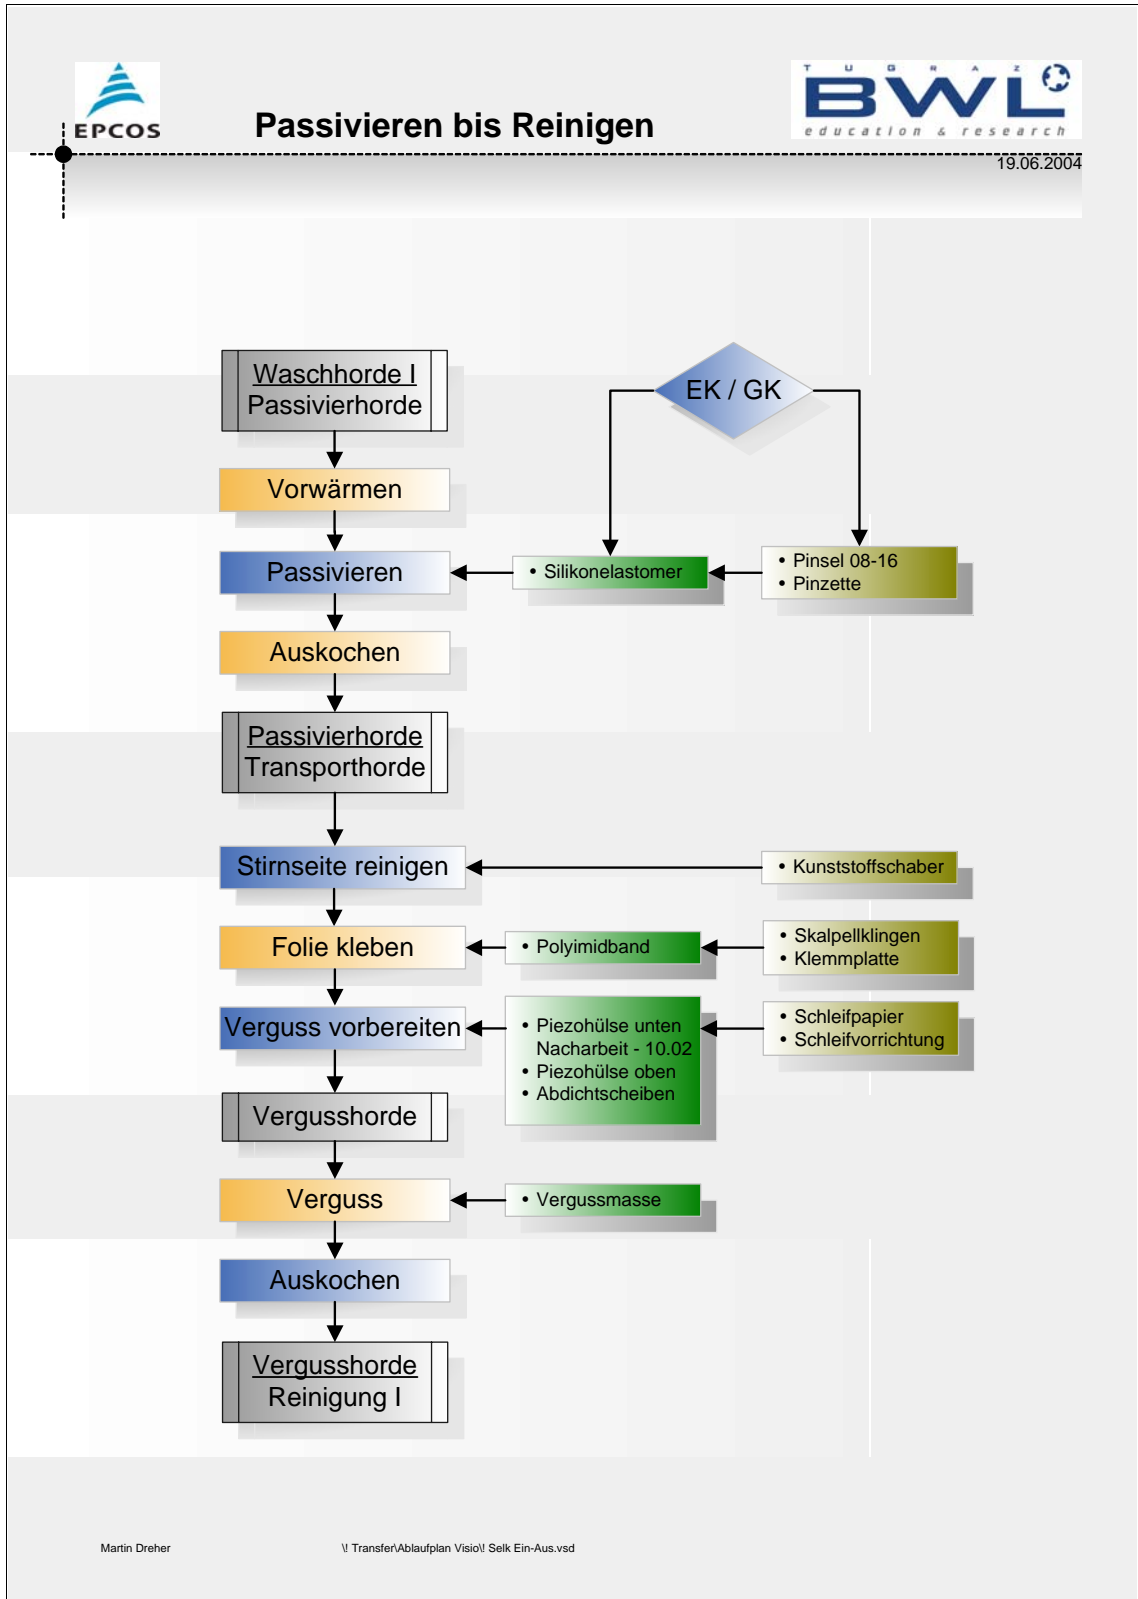 EPCOS
Passivieren bis Reinigen
TUGRAZ
BWL
education & research
19.06.2004
Waschhorde I
Passivierhorde
EK / GK
Vorwärmen
Passivieren
• Silikonelastomer
• Pinsel 08-16
• Pinzette
Auskochen
Passivierhorde
Transporthorde
Stirnseite reinigen
• Kunststoffschaber
Folie kleben
• Polyimidband
• Skalpellklingen
• Klemmplatte
Verguss vorbereiten
• Piezohülse unten
Nacharbeit - 10.02
• Piezohülse oben
• Abdichtscheiben
• Schleifpapier
• Schleifvorrichtung
Vergusshorde
Verguss
• Vergussmasse
Auskochen
Vergusshorde
Reinigung I
Martin Dreher
\! Transfer\Ablaufplan Visio\! Selk Ein-Aus.vsd